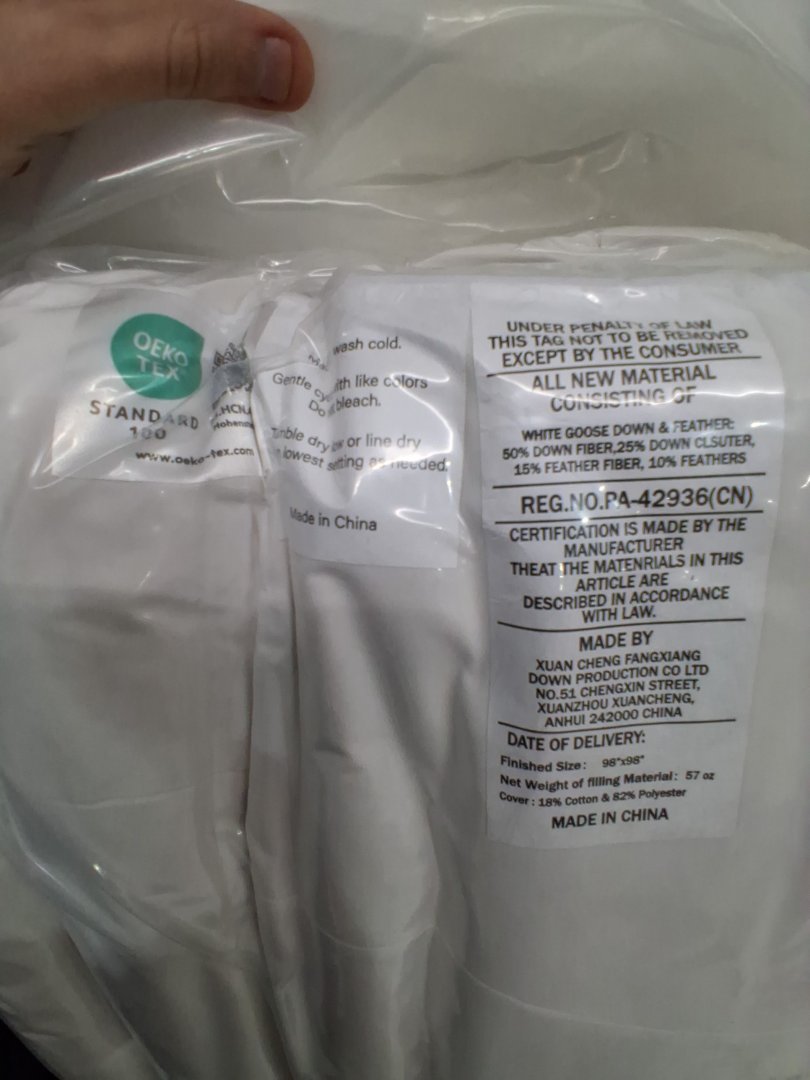 OEKO
TEX
STANDARD
100
www.oeko-tex.com
wash cold.
Gentle with like colors
Do bleach.
Tumble dry low or line dry
lowest setting as needed.
Made in China
UNDER PENALTY OF LAW
THIS TAG NOT TO BE REMOVED
EXCEPT BY THE CONSUMER
ALL NEW MATERIAL
CONSISTING OF
WHITE GOOSE DOWN & FEATHER:
50% DOWN FIBER,25% DOWN CLSUTER,
15% FEATHER FIBER, 10% FEATHERS
REG.NO.PA-42936(CN)
CERTIFICATION IS MADE BY THE
MANUFACTURER
THEAT THE MATENRIALS IN THIS
ARTICLE ARE
DESCRIBED IN ACCORDANCE
WITH LAW.
MADE BY
XUAN CHENG FANGXIANG
DOWN PRODUCTION CO LTD
NO.51 CHENGXIN STREET,
XUANZHOU XUANCHENG,
ANHUI 242000 CHINA
DATE OF DELIVERY:
Finished Size: 98"x98"
Net Weight of filling Material: 57 oz
Cover : 18% Cotton & 82% Polyester
MADE IN CHINA